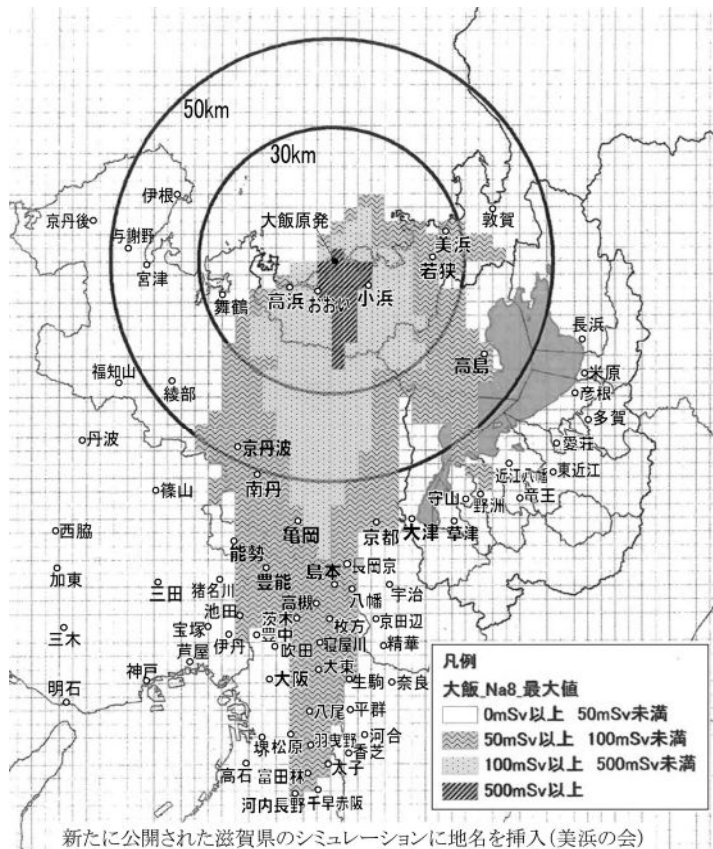 50km
30km
伊根
京丹後
大飯原発
敦賀
与謝野
美浜
宮津
若狭
舞鶴
高浜
おおい
小浜
長浜
高島
福知山
綾部
米原
彦根
多賀
丹波
京丹波
愛荘
近江八幡
東近江
南丹
篠山
守山
野洲
竜王
西脇
亀岡
京都
大津
草津
能勢
加東
三田
猪名川
豊能
島本
長岡京
八幡
宇治
高槻
池田
茨木
枚方
京田辺
三木
宝塚
伊丹
豊中
吹田
寝屋川
精華
芦屋
大東
神戸
大阪
生駒
奈良
明石
八尾
平群
堺
松原
羽曳野
河合
香芝
高石
富田林
太子
河内長野
千早赤阪
凡例
大飯_Na8_最大値
0mSv以上 50mSv未満
50mSv以上 100mSv未満
100mSv以上 500mSv未満
500mSv以上
新たに公開された滋賀県のシミュレーションに地名を挿入(美浜の会)